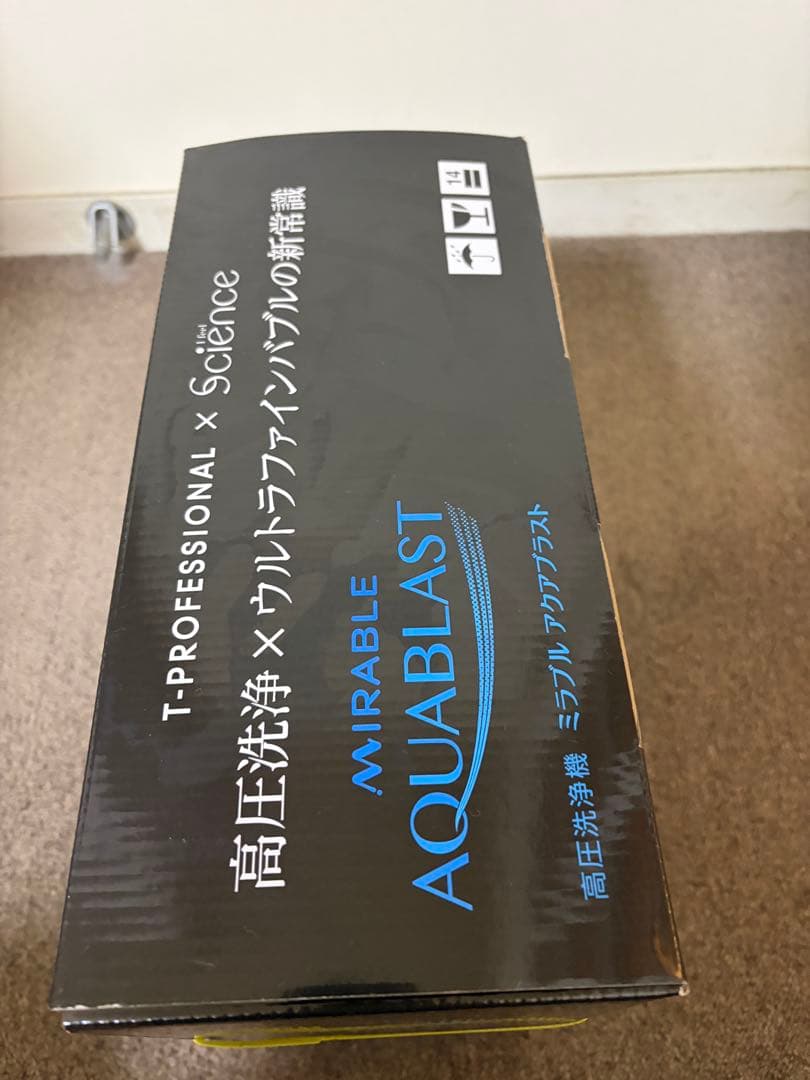 T-PROFESSIONAL × Science
i feel
高圧洗浄×ウルトラファインバブルの新常識
MIRABLE
AQUABLAST
高圧洗浄機 ミラブル アクアブラスト
14